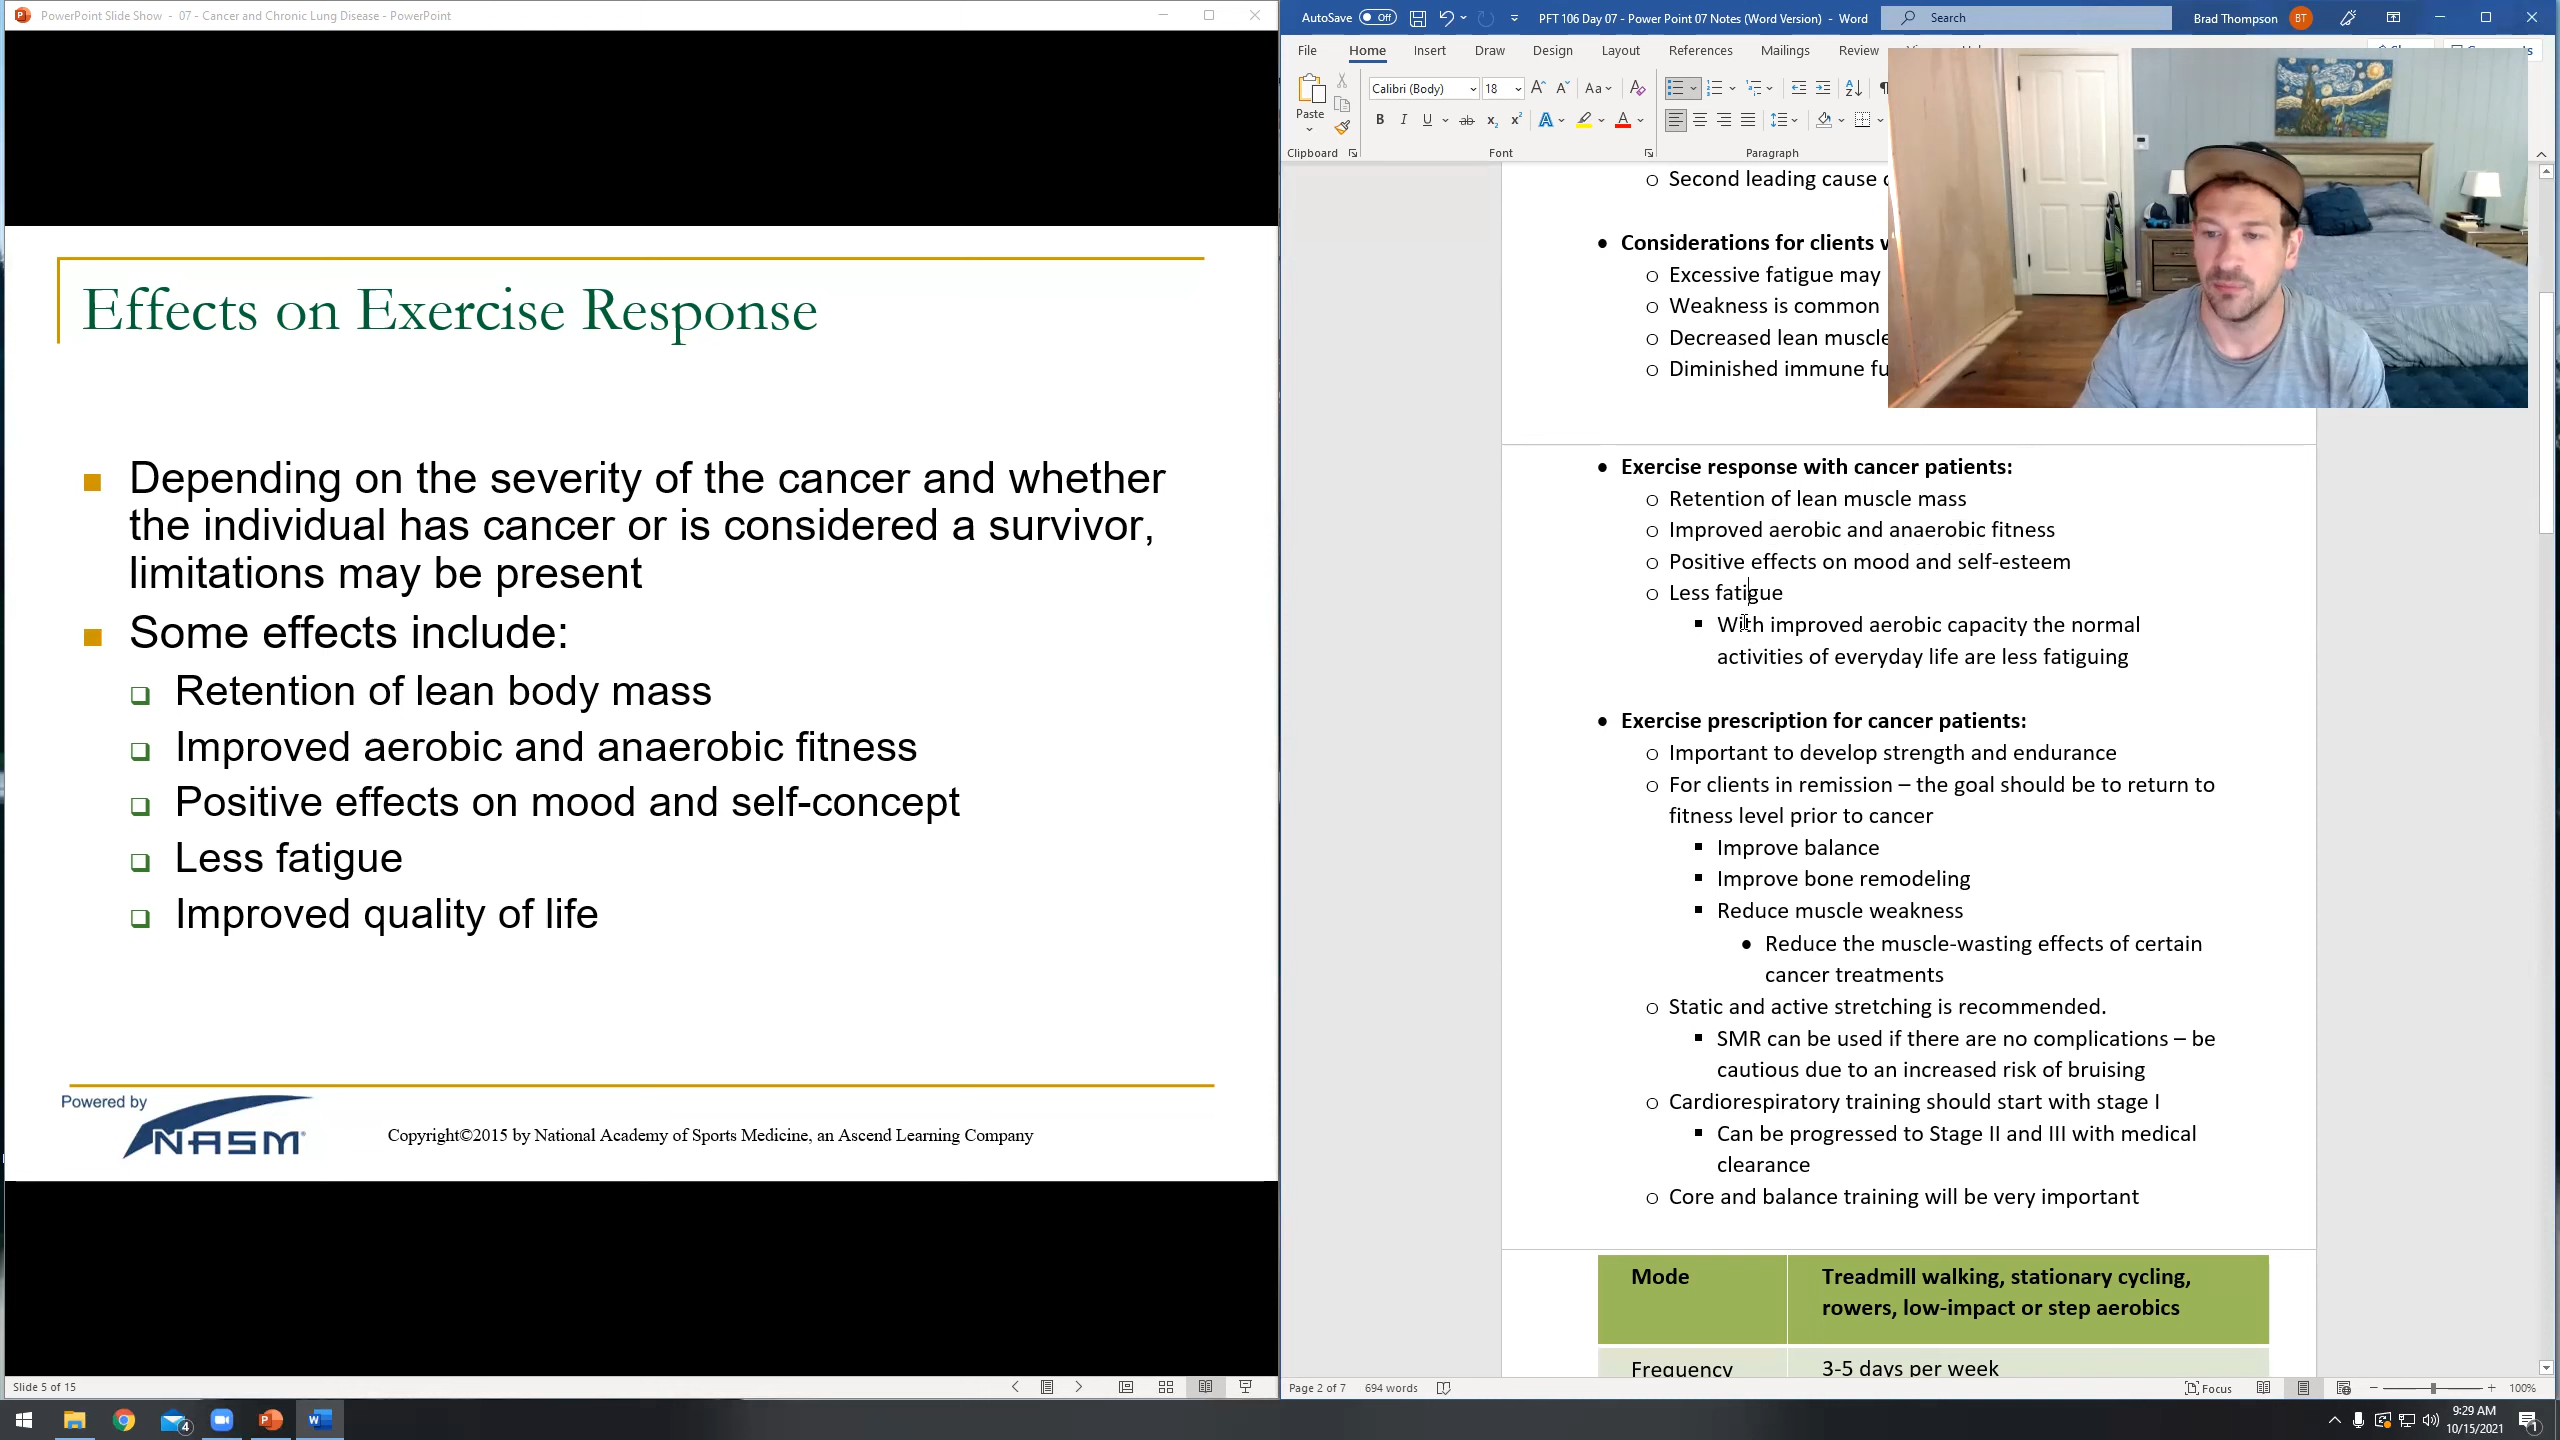 PowerPoint Slide Show - 07 - Cancer and Chronic Lung Disease - PowerPoint
Effects on Exercise Response
Depending on the severity of the cancer and whether
the individual has cancer or is considered a survivor,
limitations may be present
Some effects include:
Retention of lean body mass
Improved aerobic and anaerobic fitness
Positive effects on mood and self-concept
Less fatigue
Improved quality of life
Powered by
NASM
Copyright©2015 by National Academy of Sports Medicine, an Ascend Learning Company
Slide 5 of 15
AutoSave Off
PFT 106 Day 07 - Power Point 07 Notes (Word Version) - Word
Search
Brad Thompson BT
File Home Insert Draw Design Layout References Mailings Review
Paste
Calibri (Body) 18
Clipboard Font Paragraph
Second leading cause
Considerations for clients
Excessive fatigue may
Weakness is common
Decreased lean muscle
Diminished immune
Exercise response with cancer patients:
Retention of lean muscle mass
Improved aerobic and anaerobic fitness
Positive effects on mood and self-esteem
Less fatigue
With improved aerobic capacity the normal
activities of everyday life are less fatiguing
Exercise prescription for cancer patients:
Important to develop strength and endurance
For clients in remission – the goal should be to return to
fitness level prior to cancer
Improve balance
Improve bone remodeling
Reduce muscle weakness
Reduce the muscle-wasting effects of certain
cancer treatments
Static and active stretching is recommended.
SMR can be used if there are no complications – be
cautious due to an increased risk of bruising
Cardiorespiratory training should start with stage I
Can be progressed to Stage II and III with medical
clearance
Core and balance training will be very important
Mode Treadmill walking, stationary cycling,
rowers, low-impact or step aerobics
Frequency 3-5 days per week
Page 2 of 7 694 words
Focus 100%
4
9:29 AM
10/15/2021
1